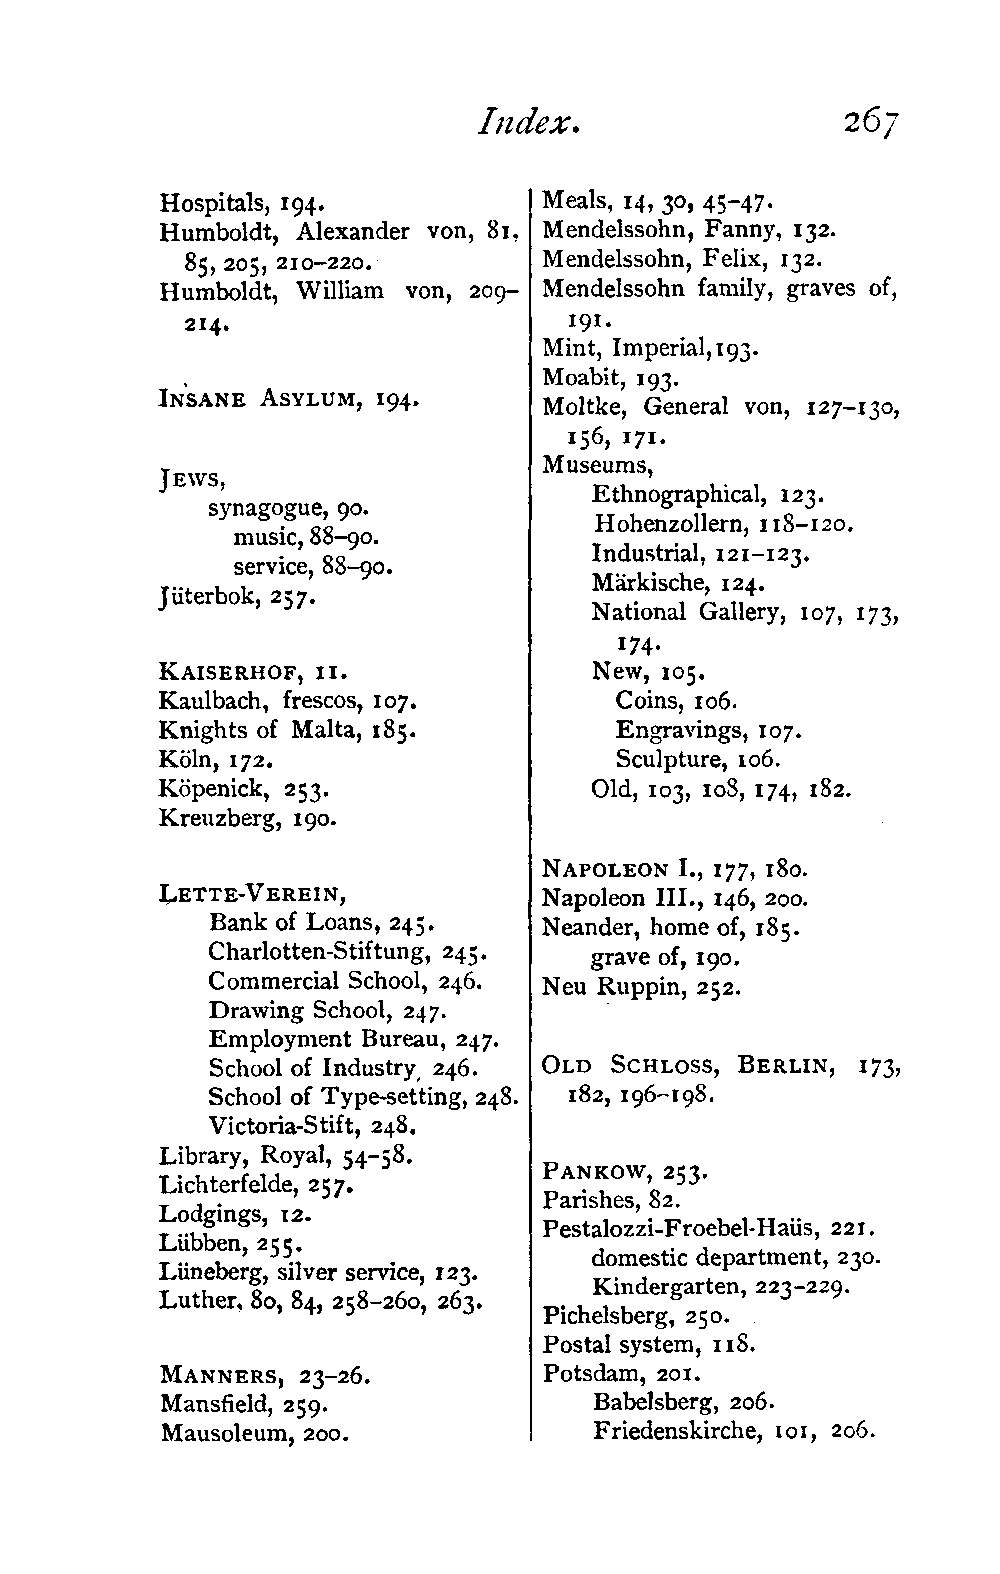 Index.
267
Hospitals, 194.
Humboldt, Alexander von, 81,
85, 205, 210–220.
Humboldt, William von, 209–
214.
INSANE ASYLUM, 194.
JEWS,
synagogue, 90.
music, 88–90.
service, 88–90.
Jüterbok, 257.
KAISERHOF, 11.
Kaulbach, frescos, 107.
Knights of Malta, 185.
Köln, 172.
Köpenick, 253.
Kreuzberg, 190.
LETTE-VEREIN,
Bank of Loans, 245.
Charlotten-Stiftung, 245.
Commercial School, 246.
Drawing School, 247.
Employment Bureau, 247.
School of Industry, 246.
School of Type-setting, 248.
Victoria-Stift, 248.
Library, Royal, 54–58.
Lichterfelde, 257.
Lodgings, 12.
Lübben, 255.
Lüneberg, silver service, 123.
Luther, 80, 84, 258–260, 263.
MANNERS, 23–26.
Mansfield, 259.
Mausoleum, 200.
Meals, 14, 30, 45–47.
Mendelssohn, Fanny, 132.
Mendelssohn, Felix, 132.
Mendelssohn family, graves of,
191.
Mint, Imperial, 193.
Moabit, 193.
Moltke, General von, 127–130,
156, 171.
Museums,
Ethnographical, 123.
Hohenzollern, 118–120.
Industrial, 121–123.
Märkische, 124.
National Gallery, 107, 173,
174.
New, 105.
Coins, 106.
Engravings, 107.
Sculpture, 106.
Old, 103, 108, 174, 182.
NAPOLEON I., 177, 180.
Napoleon III., 146, 200.
Neander, home of, 185.
grave of, 190.
Neu Ruppin, 252.
OLD SCHLOSS, BERLIN, 173,
182, 196–198.
PANKOW, 253.
Parishes, 82.
Pestalozzi-Froebel-Haüs, 221.
domestic department, 230.
Kindergarten, 223–229.
Pichelsberg, 250.
Postal system, 118.
Potsdam, 201.
Babelsberg, 206.
Friedenskirche, 101, 206.